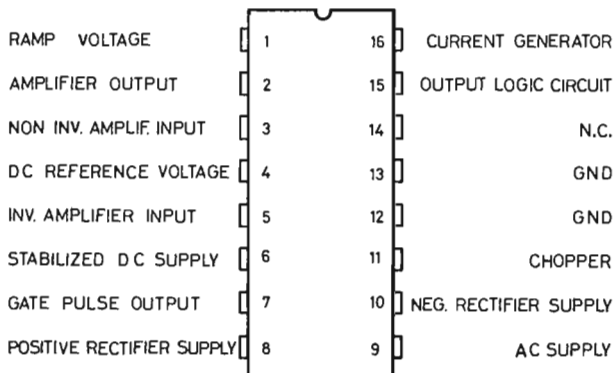 RAMP VOLTAGE 1 16 CURRENT GENERATOR
AMPLIFIER OUTPUT 2 15 OUTPUT LOGIC CIRCUIT
NON INV. AMPLIF. INPUT 3 14 N.C.
DC REFERENCE VOLTAGE 4 13 GND
INV. AMPLIFIER INPUT 5 12 GND
STABILIZED DC SUPPLY 6 11 CHOPPER
GATE PULSE OUTPUT 7 10 NEG. RECTIFIER SUPPLY
POSITIVE RECTIFIER SUPPLY 8 9 AC SUPPLY